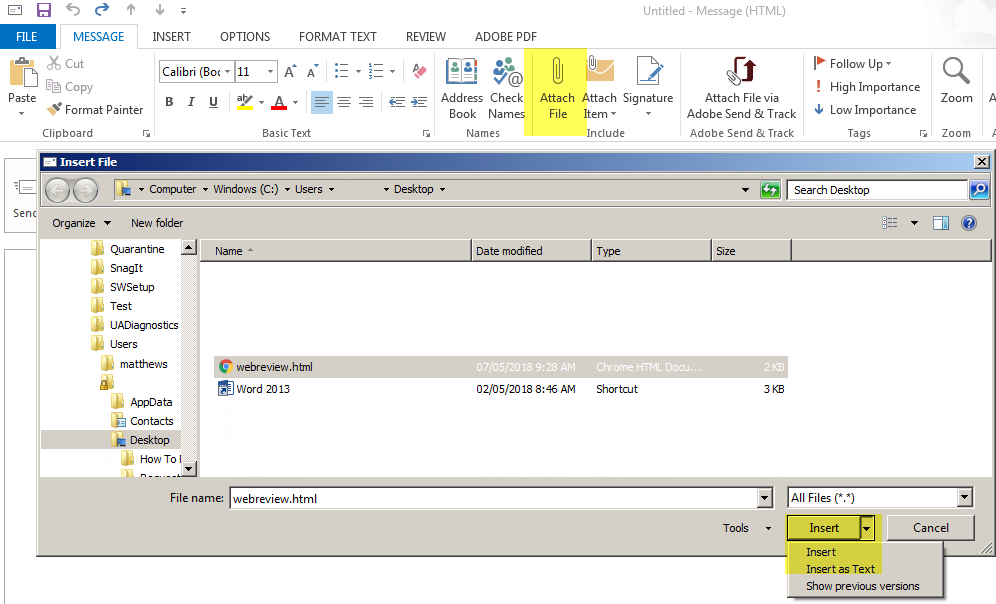 Untitled - Message (HTML)
FILE MESSAGE INSERT OPTIONS FORMAT TEXT REVIEW ADOBE PDF
Paste
Cut
Copy
Format Painter
Clipboard
Calibri (Boc 11
B I U
Basic Text
Address Book
Check Names
Names
Attach File
Attach Item
Signature
Include
Attach File via
Adobe Send & Track
Adobe Send & Track
Follow Up
High Importance
Low Importance
Tags
Zoom
Zoom
Send
Insert File
Computer Windows (C:) Users Desktop
Search Desktop
Organize New folder
Name Date modified Type Size
Quarantine
SnagIt
SWSetup
Test
UADiagnostics
Users
matthews
AppData
Contacts
Desktop
How To
webreview.html 07/05/2018 9:28 AM Chrome HTML Docu... 2 KB
Word 2013 02/05/2018 8:46 AM Shortcut 3 KB
File name: webreview.html All Files (*.*)
Tools Insert Cancel
Insert
Insert as Text
Show previous versions